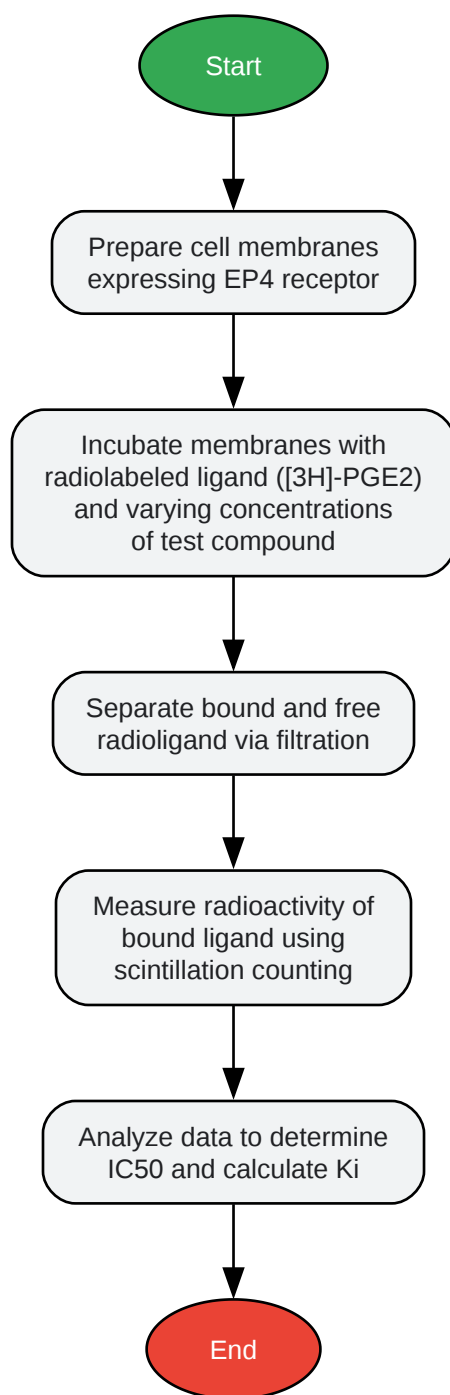 Start
Prepare cell membranes
expressing EP4 receptor
Incubate membranes with
radiolabeled ligand ([3H]-PGE2)
and varying concentrations
of test compound
Separate bound and free
radioligand via filtration
Measure radioactivity of
bound ligand using
scintillation counting
Analyze data to determine
IC50 and calculate Ki
End